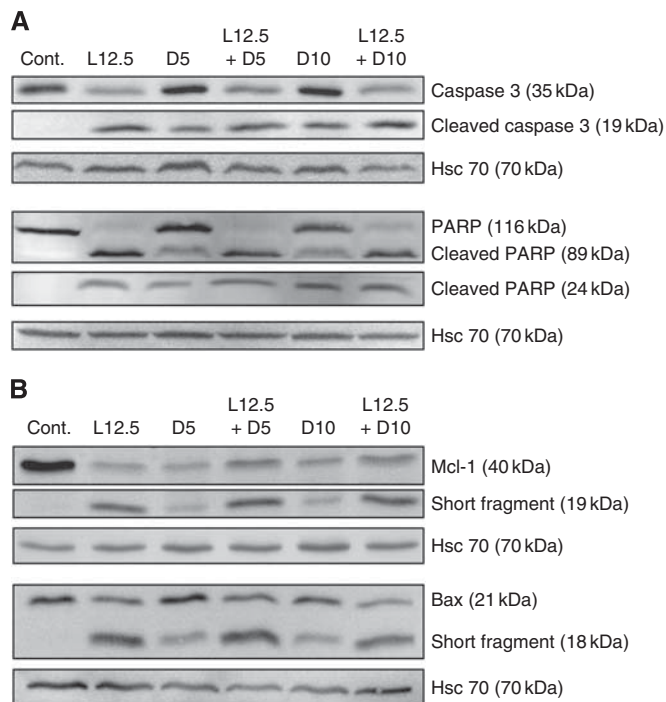 A
Cont. L12.5 D5 L12.5 + D5 D10 L12.5 + D10
Caspase 3 (35 kDa)
Cleaved caspase 3 (19 kDa)
Hsc 70 (70 kDa)
PARP (116 kDa)
Cleaved PARP (89 kDa)
Cleaved PARP (24 kDa)
Hsc 70 (70 kDa)
B
Cont. L12.5 D5 L12.5 + D5 D10 L12.5 + D10
Mcl-1 (40 kDa)
Short fragment (19 kDa)
Hsc 70 (70 kDa)
Bax (21 kDa)
Short fragment (18 kDa)
Hsc 70 (70 kDa)